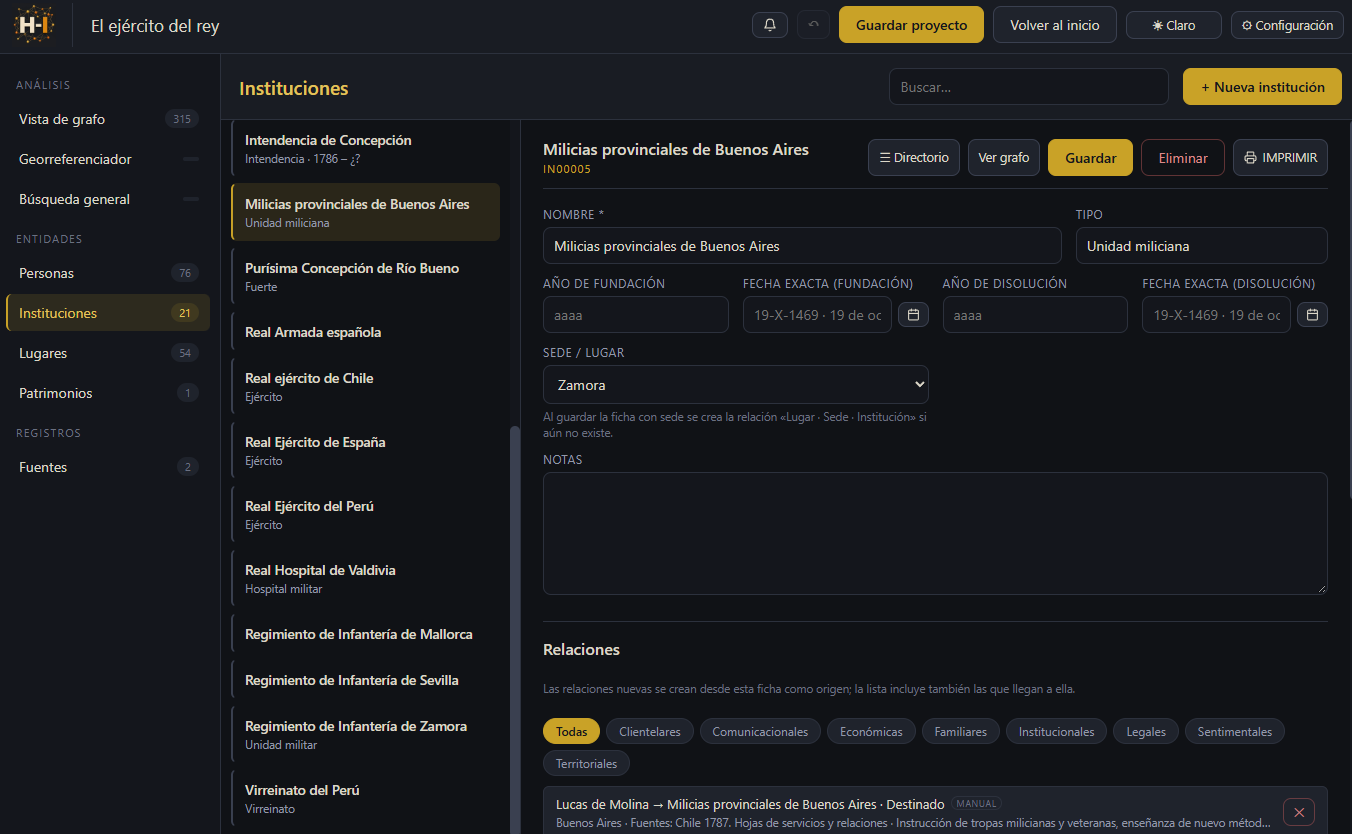 H-I
El ejército del rey
Guardar proyecto
Volver al inicio
☀ Claro
⚙ Configuración
ANÁLISIS
Vista de grafo 315
Georreferenciador
Búsqueda general
ENTIDADES
Personas 76
Instituciones 21
Lugares 54
Patrimonios 1
REGISTROS
Fuentes 2
Instituciones
Buscar...
+ Nueva institución
Intendencia de Concepción
Intendencia · 1786 – ¿?
Milicias provinciales de Buenos Aires
Unidad miliciana
Purísima Concepción de Río Bueno
Fuerte
Real Armada española
Real ejército de Chile
Ejército
Real Ejército de España
Ejército
Real Ejército del Perú
Ejército
Real Hospital de Valdivia
Hospital militar
Regimiento de Infantería de Mallorca
Regimiento de Infantería de Sevilla
Regimiento de Infantería de Zamora
Unidad militar
Virreinato del Perú
Virreinato
Milicias provinciales de Buenos Aires
IN00005
☰ Directorio
Ver grafo
Guardar
Eliminar
IMPRIMIR
NOMBRE * TIPO
Milicias provinciales de Buenos Aires Unidad miliciana
AÑO DE FUNDACIÓN FECHA EXACTA (FUNDACIÓN) AÑO DE DISOLUCIÓN FECHA EXACTA (DISOLUCIÓN)
aaaa 19-X-1469 · 19 de oc aaaa 19-X-1469 · 19 de oc
SEDE / LUGAR
Zamora
Al guardar la ficha con sede se crea la relación «Lugar · Sede · Institución» si
aún no existe.
NOTAS
Relaciones
Las relaciones nuevas se crean desde esta ficha como origen; la lista incluye también las que llegan a ella.
Todas Clientelares Comunicacionales Económicas Familiares Institucionales Legales Sentimentales
Territoriales
Lucas de Molina → Milicias provinciales de Buenos Aires · Destinado MANUAL
Buenos Aires · Fuentes: Chile 1787. Hojas de servicios y relaciones · Instrucción de tropas milicianas y veteranas, enseñanza de nuevo métod...